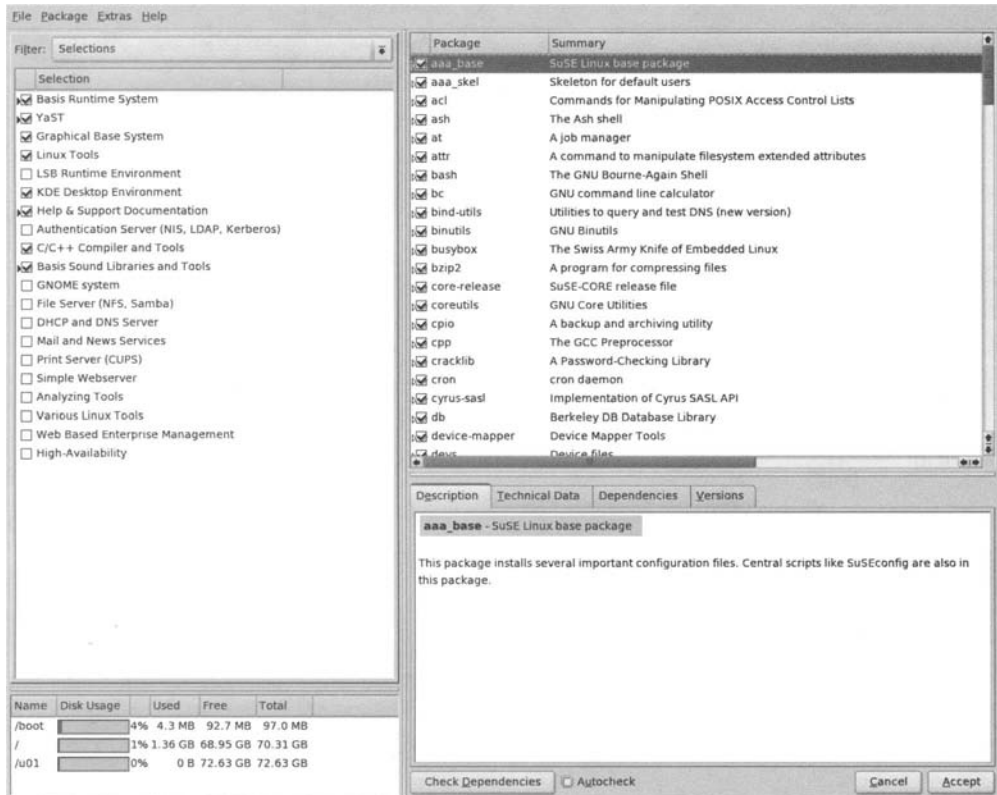 File Package Extras Help
Filter: Selections
Selection
Basis Runtime System
YaST
Graphical Base System
Linux Tools
LSB Runtime Environment
KDE Desktop Environment
Help & Support Documentation
Authentication Server (NIS, LDAP, Kerberos)
C/C++ Compiler and Tools
Basis Sound Libraries and Tools
GNOME system
File Server (NFS, Samba)
DHCP and DNS Server
Mail and News Services
Print Server (CUPS)
Simple Webserver
Analyzing Tools
Various Linux Tools
Web Based Enterprise Management
High-Availability
Name Disk Usage Used Free Total
/boot 4% 4.3 MB 92.7 MB 97.0 MB
/ 1% 1.36 GB 68.95 GB 70.31 GB
/u01 0% 0 B 72.63 GB 72.63 GB
Package Summary
aaa_base SuSE Linux base package
aaa_skel Skeleton for default users
acl Commands for Manipulating POSIX Access Control Lists
ash The Ash shell
at A job manager
attr A command to manipulate filesystem extended attributes
bash The GNU Bourne-Again Shell
bc GNU command line calculator
bind-utils Utilities to query and test DNS (new version)
binutils GNU Binutils
busybox The Swiss Army Knife of Embedded Linux
bzip2 A program for compressing files
core-release SuSE-CORE release file
coreutils GNU Core Utilities
cpio A backup and archiving utility
cpp The GCC Preprocessor
cracklib A Password-Checking Library
cron cron daemon
cyrus-sasl Implementation of Cyrus SASL API
db Berkeley DB Database Library
device-mapper Device Mapper Tools
devs Device files
Description Technical Data Dependencies Versions
aaa_base - SuSE Linux base package
This package installs several important configuration files. Central scripts like SuSEconfig are also in
this package.
Check Dependencies Autocheck Cancel Accept